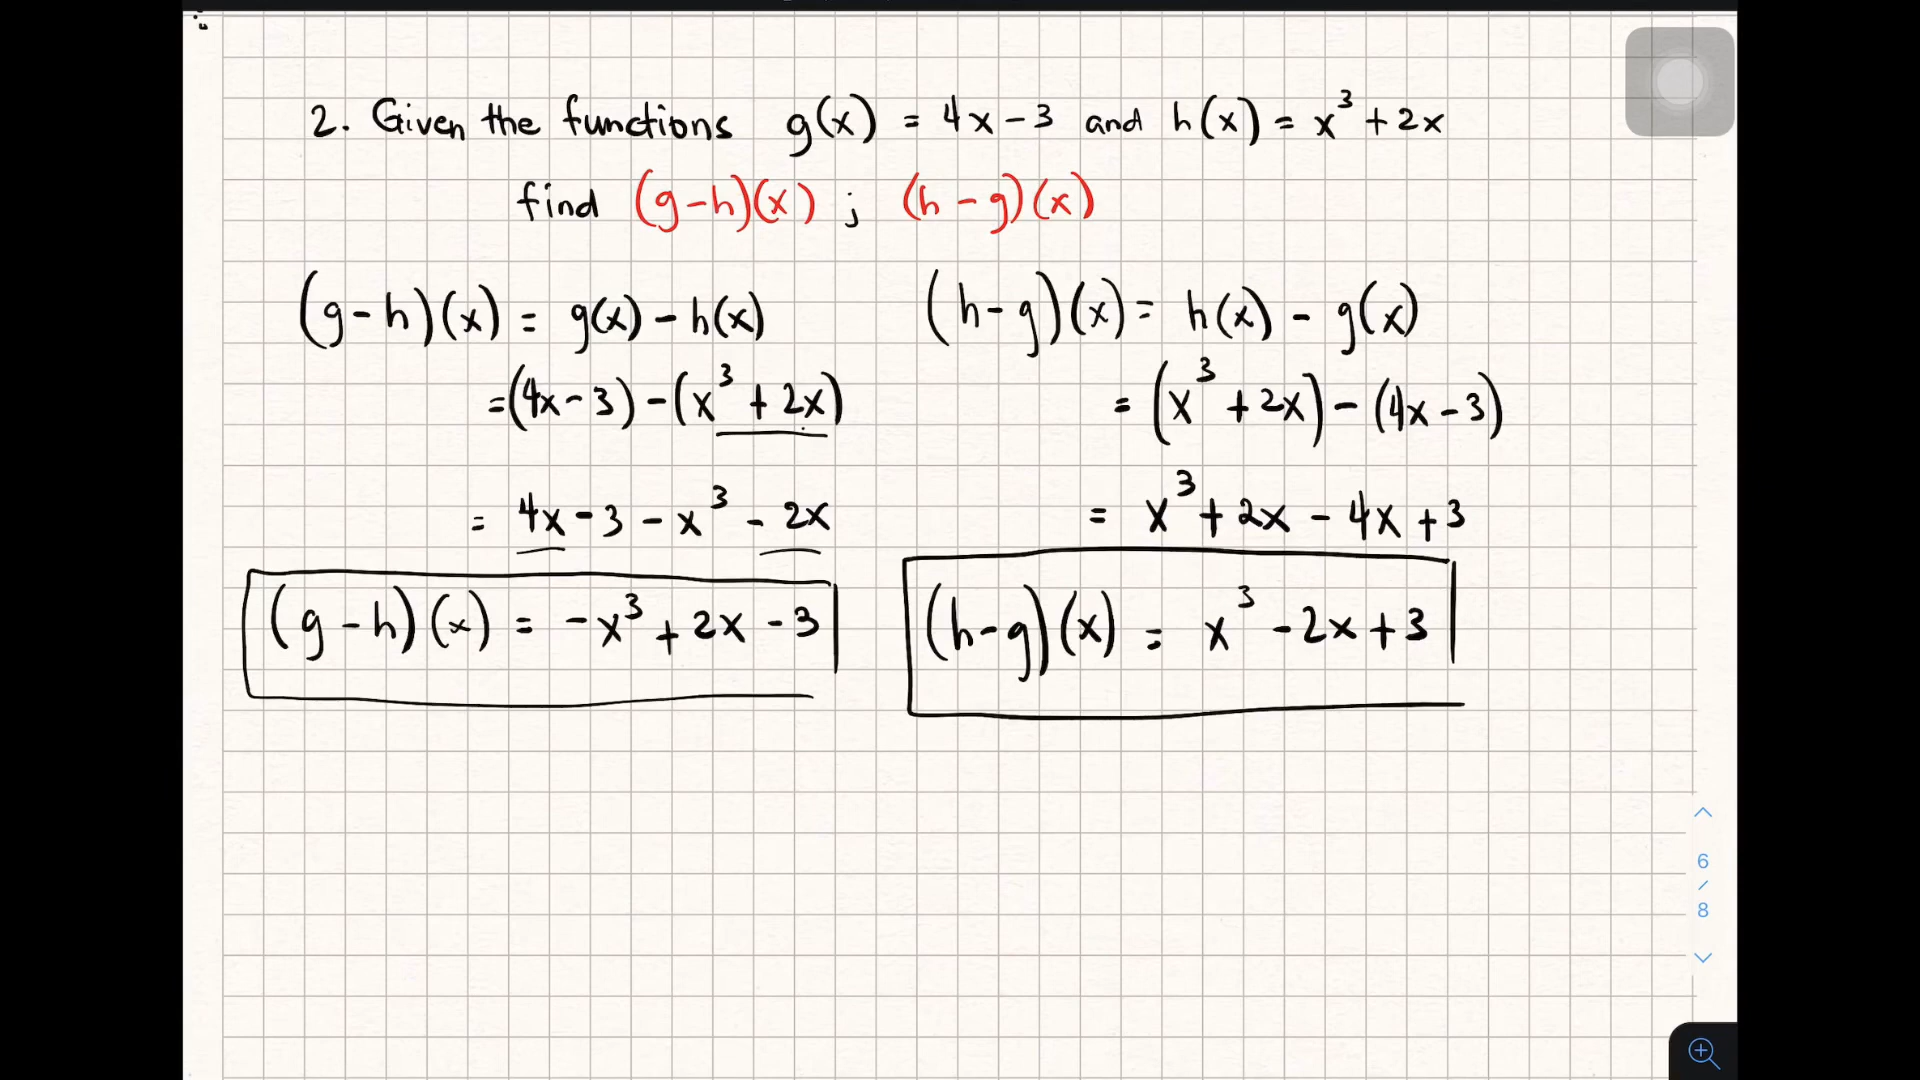 2. Given the functions g(x) = 4x - 3 and h(x) = x³ + 2x
find (g-h)(x) ; (h - g)(x)
(g-h)(x) = g(x) - h(x)
= (4x - 3) - (x³ + 2x)
= 4x - 3 - x³ - 2x
(g - h)(x) = -x³ + 2x - 3
(h-g)(x) = h(x) - g(x)
= (x³ + 2x) - (4x - 3)
= x³ + 2x - 4x + 3
(h-g)(x) = x³ - 2x + 3
6
/
8